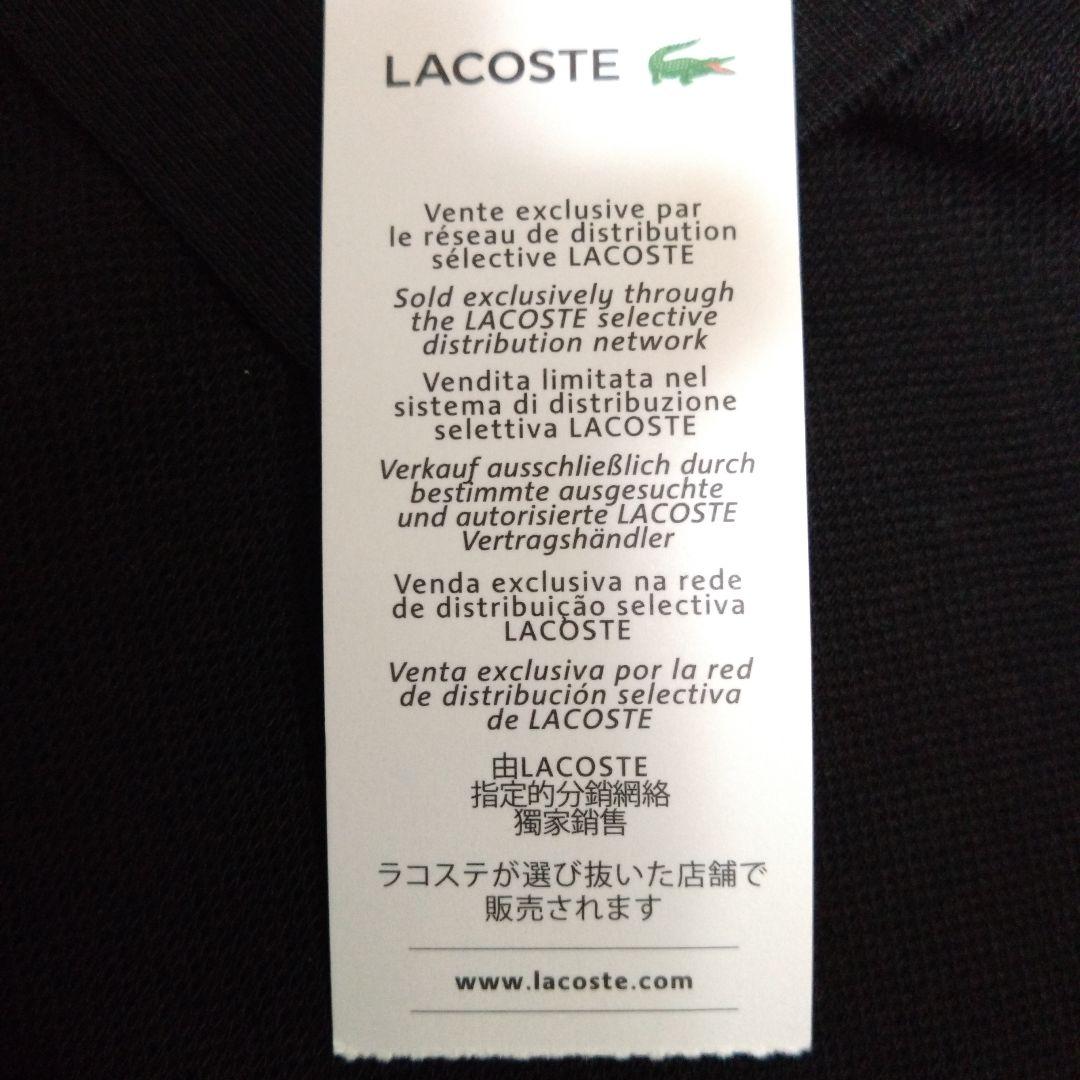 LACOSTE
Vente exclusive par
le réseau de distribution
sélective LACOSTE
Sold exclusively through
the LACOSTE selective
distribution network
Vendita limitata nel
sistema di distribuzione
selettiva LACOSTE
Verkauf ausschließlich durch
bestimmte ausgesuchte
und autorisierte LACOSTE
Vertragshändler
Venda exclusiva na rede
de distribuição selectiva
LACOSTE
Venta exclusiva por la red
de distribución selectiva
de LACOSTE
由LACOSTE
指定的分銷網絡
獨家銷售
ラコステが選び抜いた店舗で
販売されます
www.lacoste.com